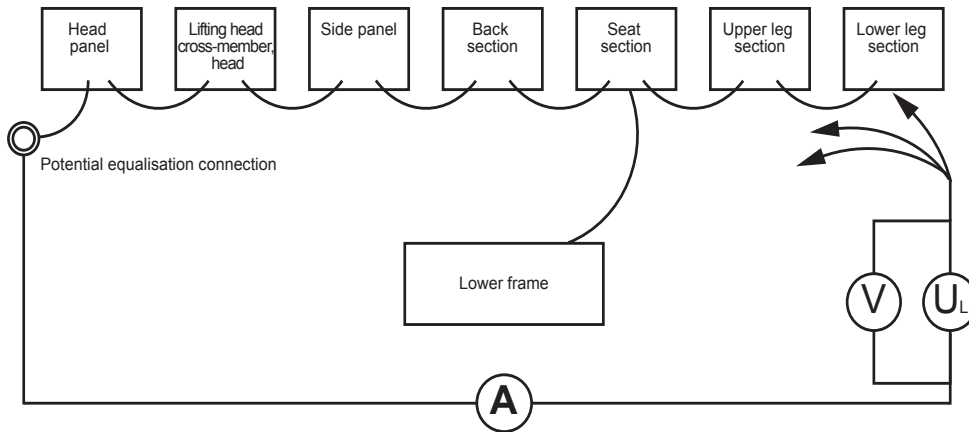 Head
panel
Lifting head
cross-member,
head
Side panel
Back
section
Seat
section
Upper leg
section
Lower leg
section
Potential equalisation connection
Lower frame
V
UL
A